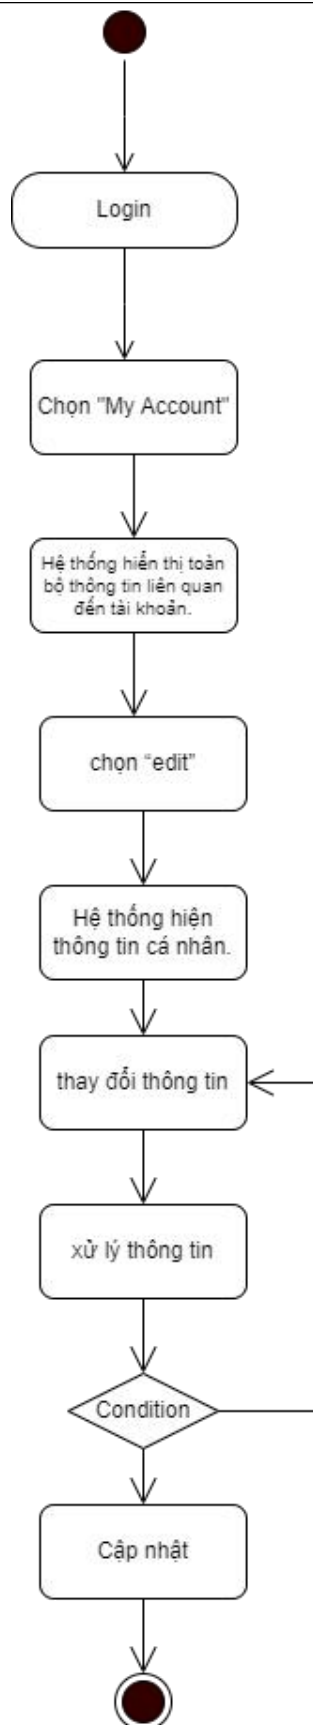 Login
Chọn "My Account"
Hệ thống hiển thị toàn
bộ thông tin liên quan
đến tài khoản.
chọn “edit”
Hệ thống hiện
thông tin cá nhân.
thay đổi thông tin
xử lý thông tin
Condition
Cập nhật